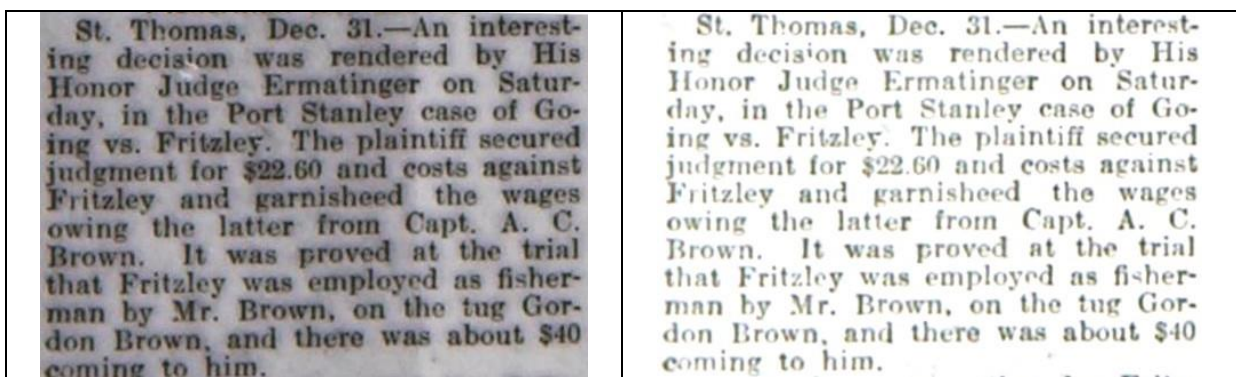 St. Thomas, Dec. 31.—An interest-
ing decision was rendered by His
Honor Judge Ermatinger on Satur-
day, in the Port Stanley case of Go-
ing vs. Fritzley. The plaintiff secured
judgment for $22.60 and costs against
Fritzley and garnisheed the wages
owing the latter from Capt. A. C.
Brown. It was proved at the trial
that Fritzley was employed as fisher-
man by Mr. Brown, on the tug Gor-
don Brown, and there was about $40
coming to him.
St. Thomas, Dec. 31.—An interest-
ing decision was rendered by His
Honor Judge Ermatinger on Satur-
day, in the Port Stanley case of Go-
ing vs. Fritzley. The plaintiff secured
judgment for $22.60 and costs against
Fritzley and garnisheed the wages
owing the latter from Capt. A. C.
Brown. It was proved at the trial
that Fritzley was employed as fisher-
man by Mr. Brown, on the tug Gor-
don Brown, and there was about $40
coming to him.